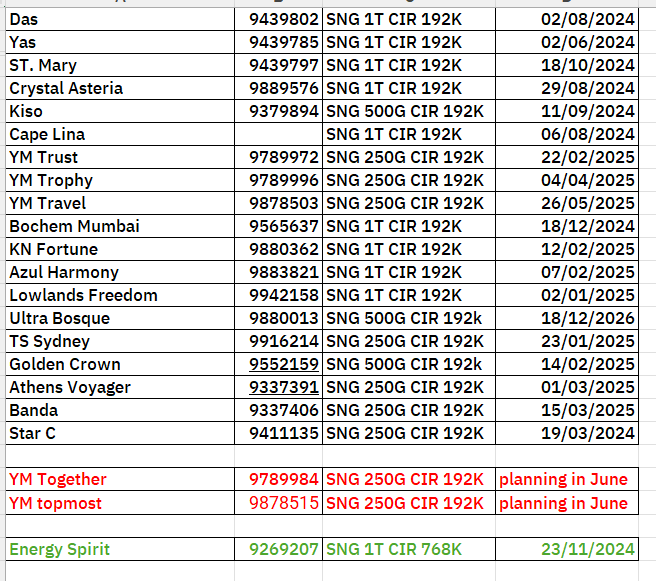 Das 9439802 SNG 1T CIR 192K 02/08/2024
Yas 9439785 SNG 1T CIR 192K 02/06/2024
ST. Mary 9439797 SNG 1T CIR 192K 18/10/2024
Crystal Asteria 9889576 SNG 1T CIR 192K 29/08/2024
Kiso 9379894 SNG 500G CIR 192K 11/09/2024
Cape Lina SNG 1T CIR 192K 06/08/2024
YM Trust 9789972 SNG 250G CIR 192K 22/02/2025
YM Trophy 9789996 SNG 250G CIR 192K 04/04/2025
YM Travel 9878503 SNG 250G CIR 192K 26/05/2025
Bochem Mumbai 9565637 SNG 1T CIR 192K 18/12/2024
KN Fortune 9880362 SNG 1T CIR 192K 12/02/2025
Azul Harmony 9883821 SNG 1T CIR 192K 07/02/2025
Lowlands Freedom 9942158 SNG 1T CIR 192K 02/01/2025
Ultra Bosque 9880013 SNG 500G CIR 192k 18/12/2026
TS Sydney 9916214 SNG 250G CIR 192K 23/01/2025
Golden Crown 9552159 SNG 500G CIR 192k 14/02/2025
Athens Voyager 9337391 SNG 250G CIR 192K 01/03/2025
Banda 9337406 SNG 250G CIR 192K 15/03/2025
Star C 9411135 SNG 250G CIR 192K 19/03/2024
YM Together 9789984 SNG 250G CIR 192K planning in June
YM topmost 9878515 SNG 250G CIR 192K planning in June
Energy Spirit 9269207 SNG 1T CIR 768K 23/11/2024